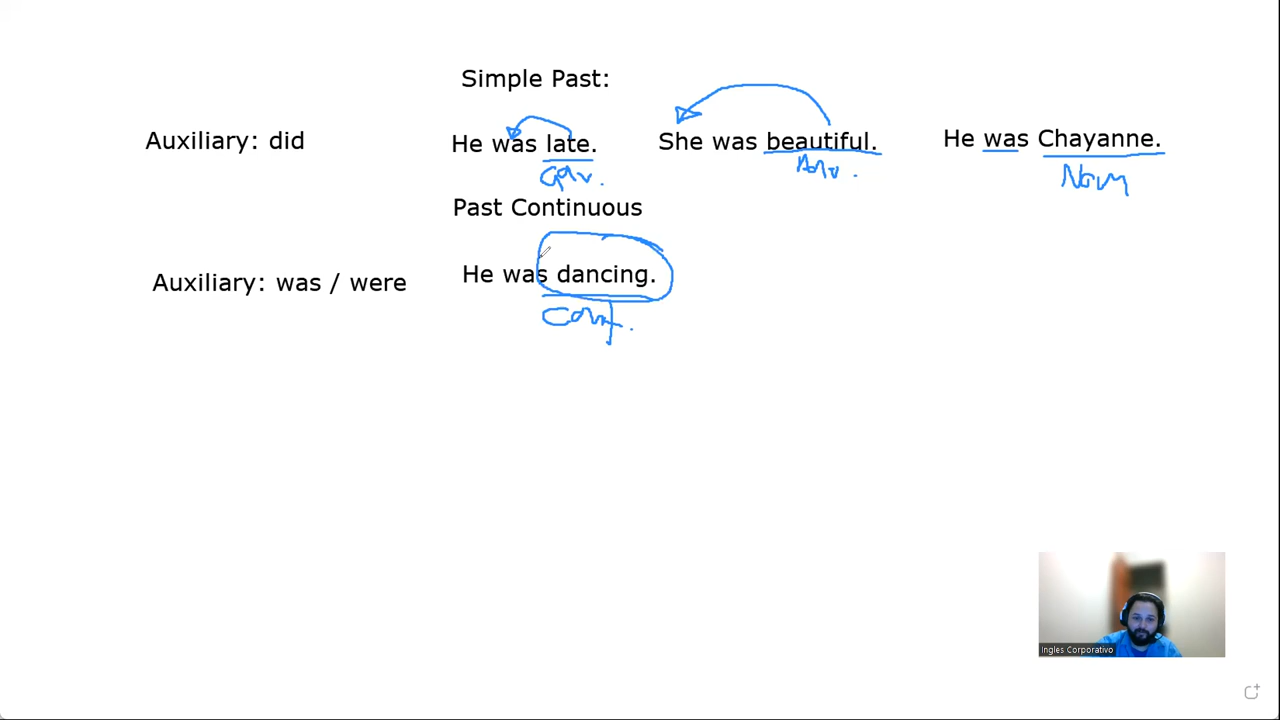 Simple Past:
Auxiliary: did
He was late.
She was beautiful.
He was Chayanne.
Past Continuous
Auxiliary: was / were
He was dancing.
Ingles Corporativo